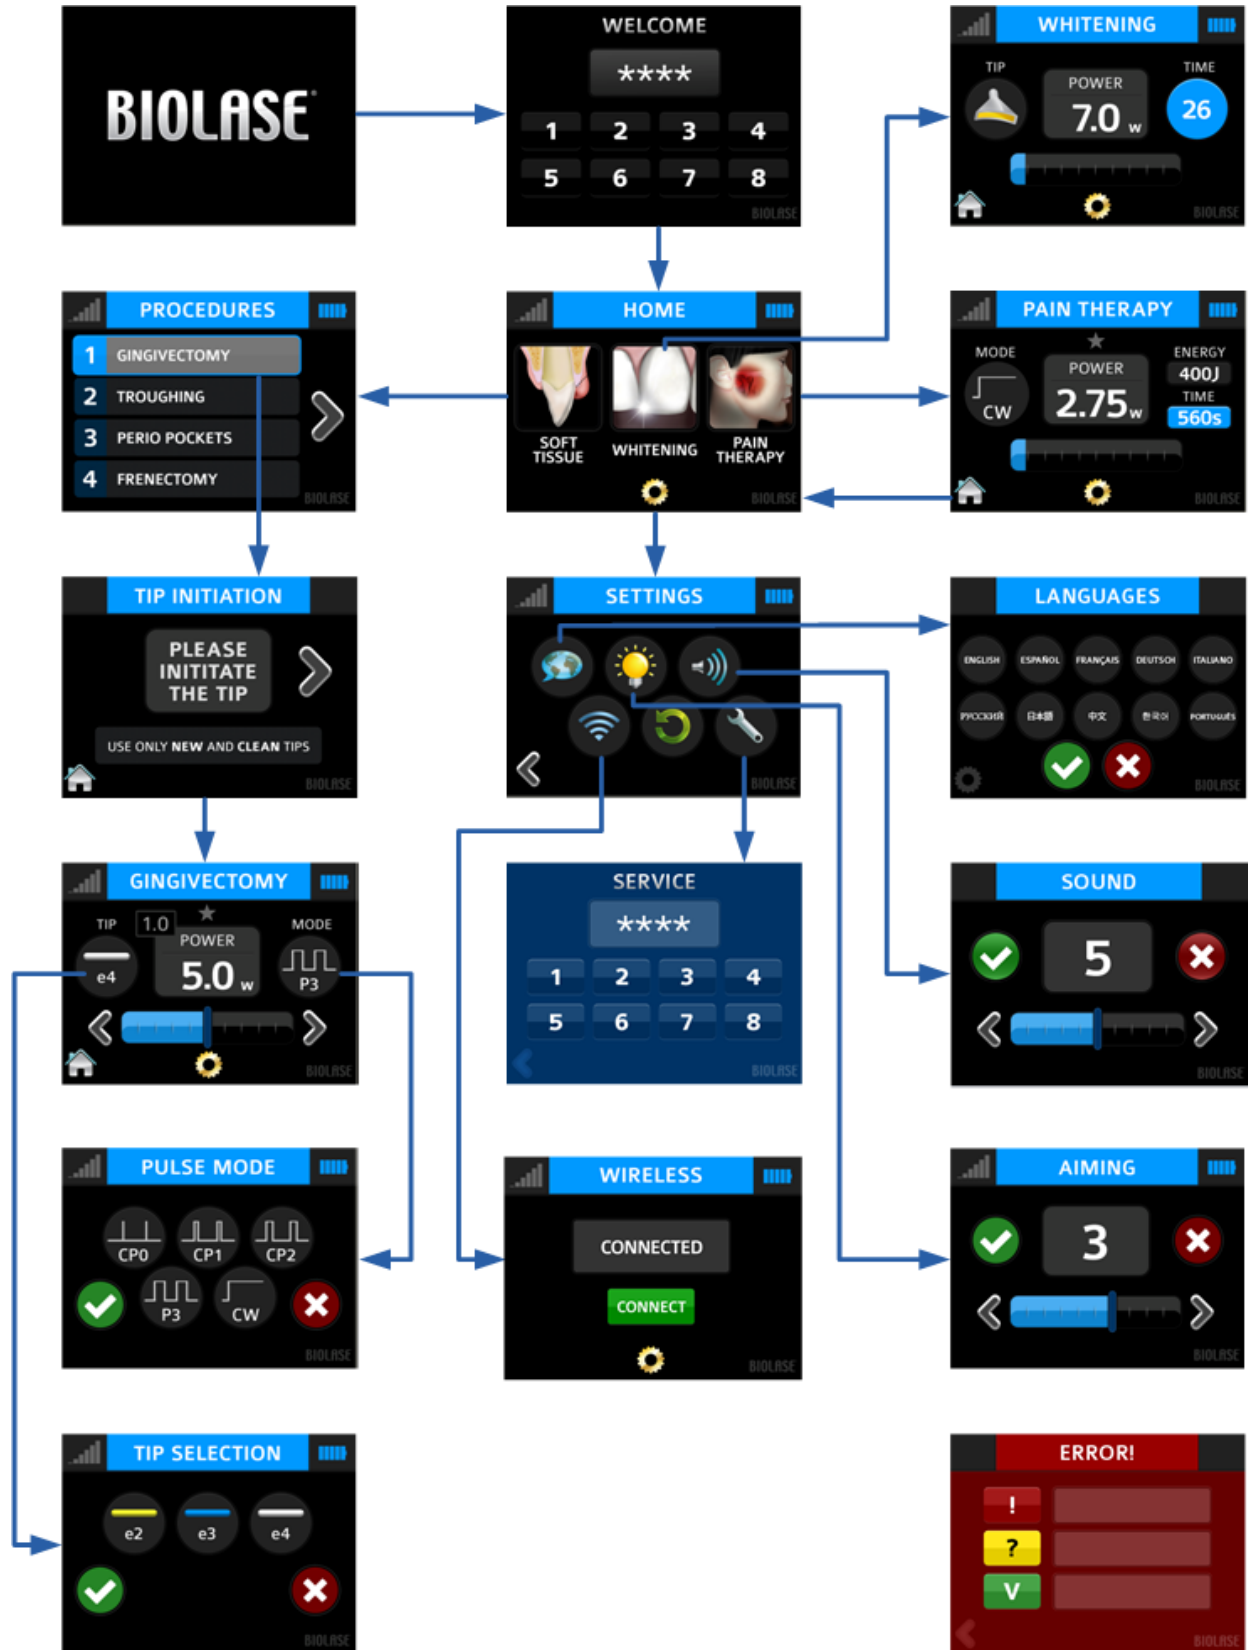 BIOLASE
WELCOME
****
1 2 3 4
5 6 7 8
BIOLASE
WHITENING
TIP
POWER
7.0 w
TIME
26
BIOLASE
PROCEDURES
1 GINGIVECTOMY
2 TROUGHING
3 PERIO POCKETS
4 FRENECTOMY
BIOLASE
HOME
SOFT TISSUE
WHITENING
PAIN THERAPY
BIOLASE
PAIN THERAPY
MODE
CW
POWER
2.75 w
ENERGY
400J
TIME
560s
BIOLASE
TIP INITIATION
PLEASE
INITITATE
THE TIP
USE ONLY NEW AND CLEAN TIPS
BIOLASE
SETTINGS
BIOLASE
LANGUAGES
ENGLISH ESPAÑOL FRANÇAIS DEUTSCH ITALIANO
РУССКИЙ 日本語 中文 한국어 PORTUGUÊS
BIOLASE
GINGIVECTOMY
TIP
e4
1.0
POWER
5.0 w
MODE
P3
BIOLASE
SERVICE
****
1 2 3 4
5 6 7 8
BIOLASE
SOUND
5
BIOLASE
PULSE MODE
CP0 CP1 CP2
P3 CW
BIOLASE
WIRELESS
CONNECTED
CONNECT
BIOLASE
AIMING
3
BIOLASE
TIP SELECTION
e2 e3 e4
BIOLASE
ERROR!
!
?
V
BIOLASE